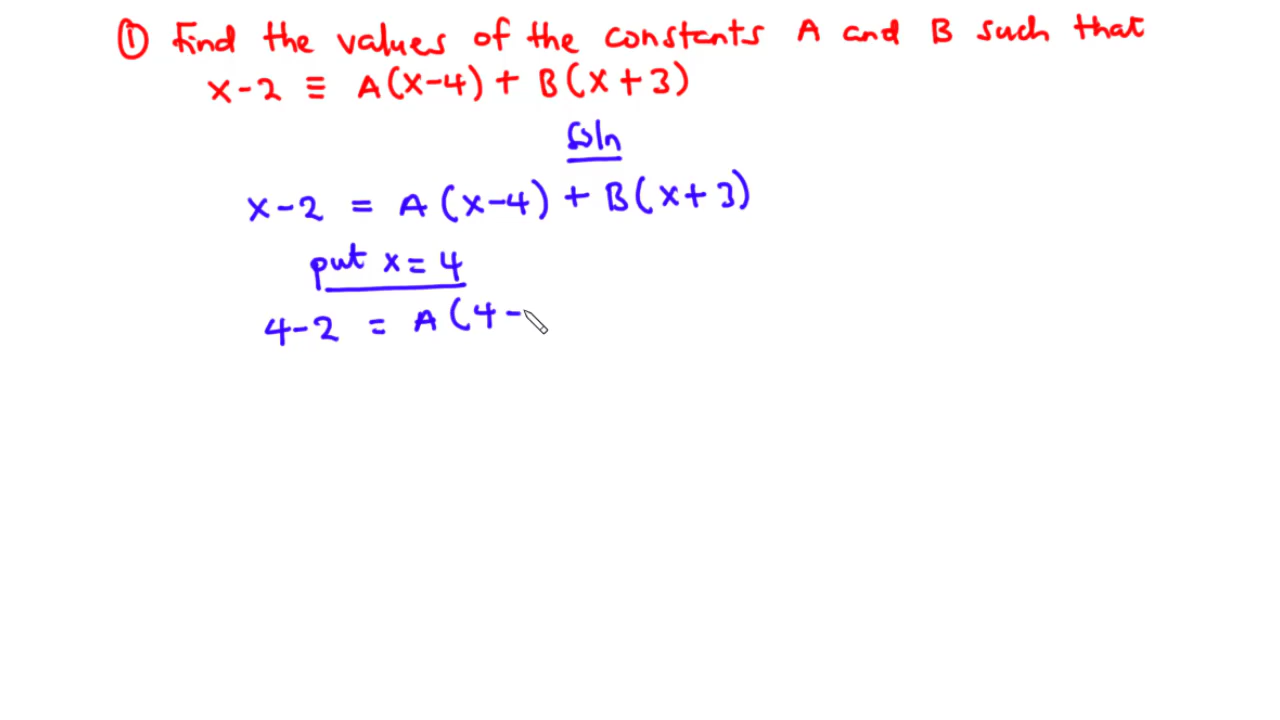 ① Find the values of the constants A and B such that
x-2 ≡ A(x-4) + B(x+3)
Soln
x-2 = A(x-4) + B(x+3)
put x = 4
4-2 = A(4-